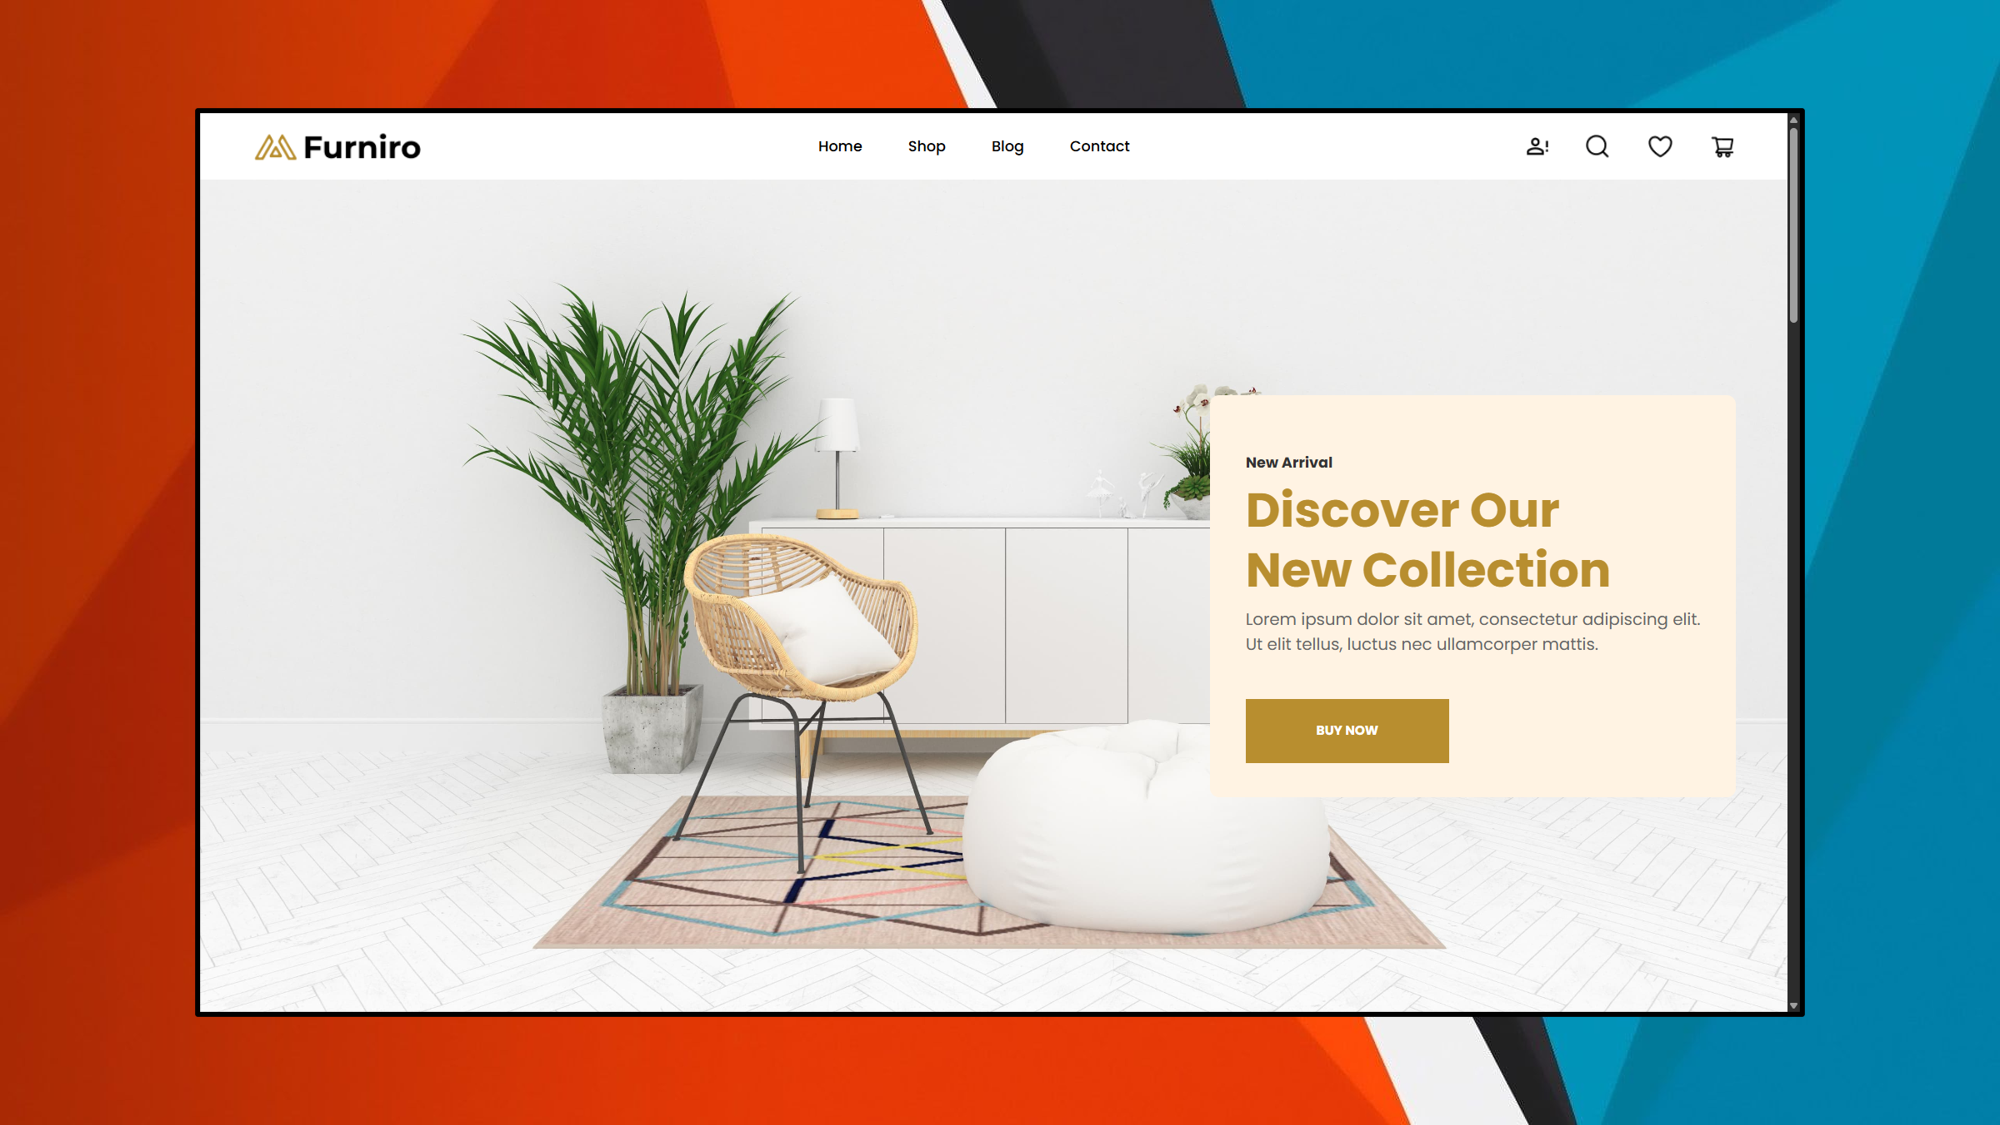 Furniro
Home Shop Blog Contact
New Arrival
Discover Our
New Collection
Lorem ipsum dolor sit amet, consectetur adipiscing elit.
Ut elit tellus, luctus nec ullamcorper mattis.
BUY NOW